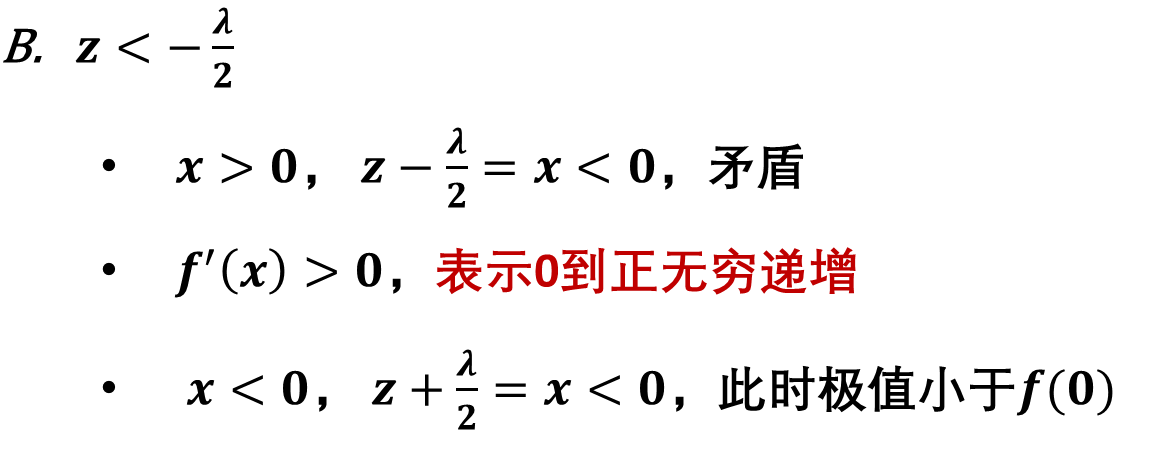 B. z < −λ/2
• x > 0， z − λ/2 = x < 0，矛盾
• f′(x) > 0，表示0到正无穷递增
• x < 0， z + λ/2 = x < 0，此时极值小于f(0)